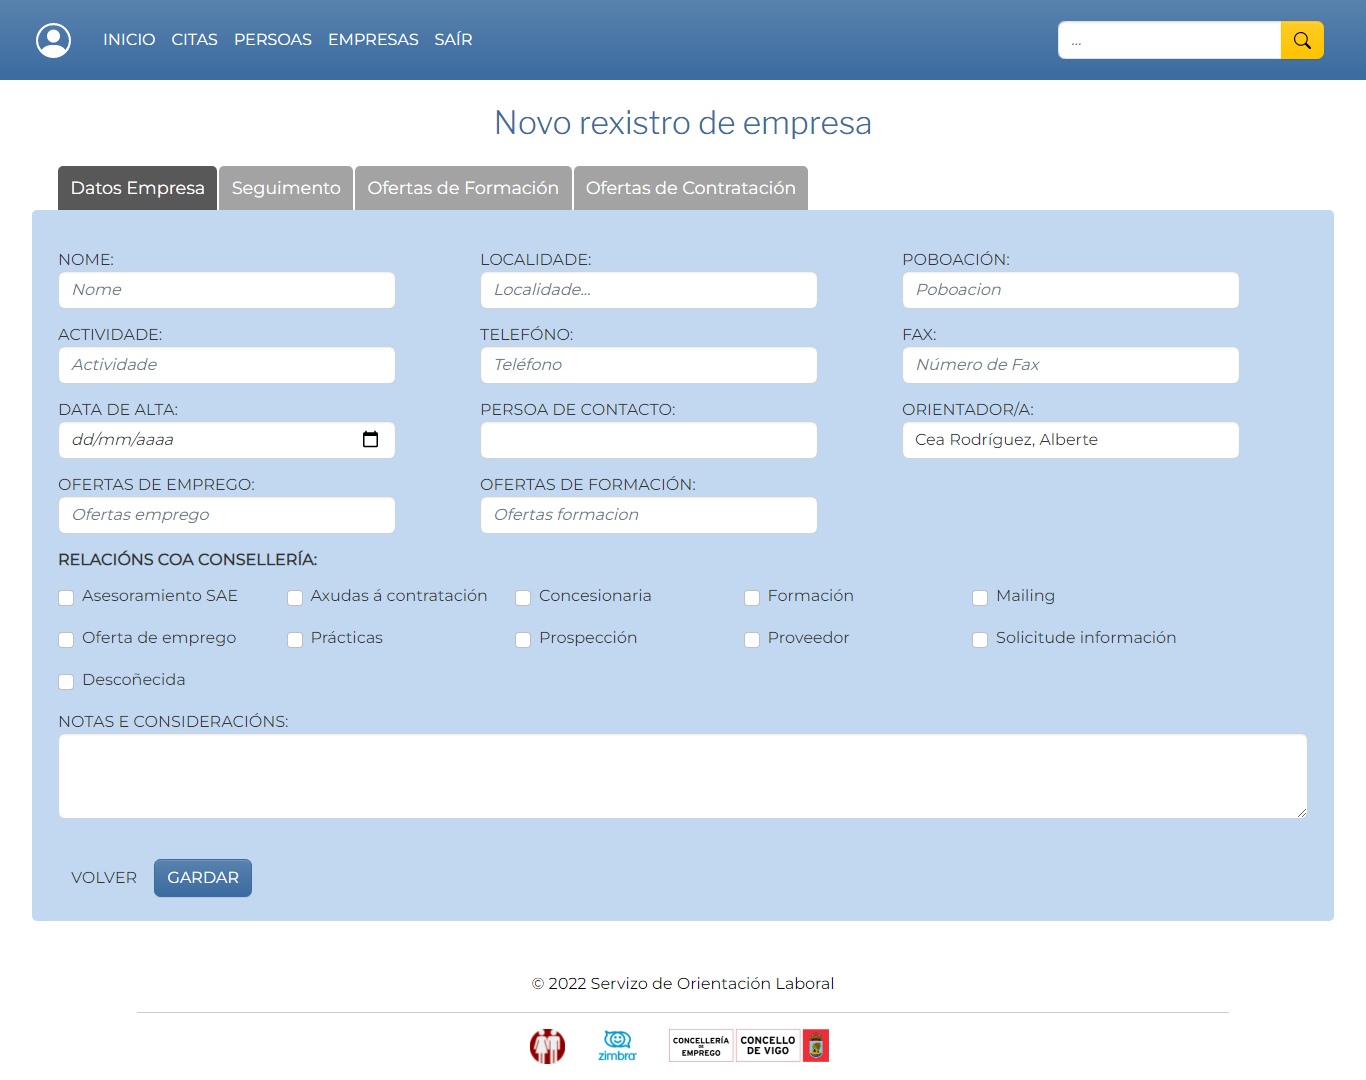 INICIO CITAS PERSOAS EMPRESAS SAÍR ...
Novo rexistro de empresa
Datos Empresa Seguimento Ofertas de Formación Ofertas de Contratación
NOME: LOCALIDADE: POBOACIÓN:
Nome Localidade... Poboacion
ACTIVIDADE: TELEFÓNO: FAX:
Actividade Teléfono Número de Fax
DATA DE ALTA: PERSOA DE CONTACTO: ORIENTADOR/A:
dd/mm/aaaa Cea Rodríguez, Alberte
OFERTAS DE EMPREGO: OFERTAS DE FORMACIÓN:
Ofertas emprego Ofertas formacion
RELACIÓNS COA CONSELLERÍA:
Asesoramiento SAE Axudas á contratación Concesionaria Formación Mailing
Oferta de emprego Prácticas Prospección Proveedor Solicitude información
Descoñecida
NOTAS E CONSIDERACIÓNS:
VOLVER GARDAR
© 2022 Servizo de Orientación Laboral
zimbra
CONCELLERÍA
DE
EMPREGO
CONCELLO
DE VIGO